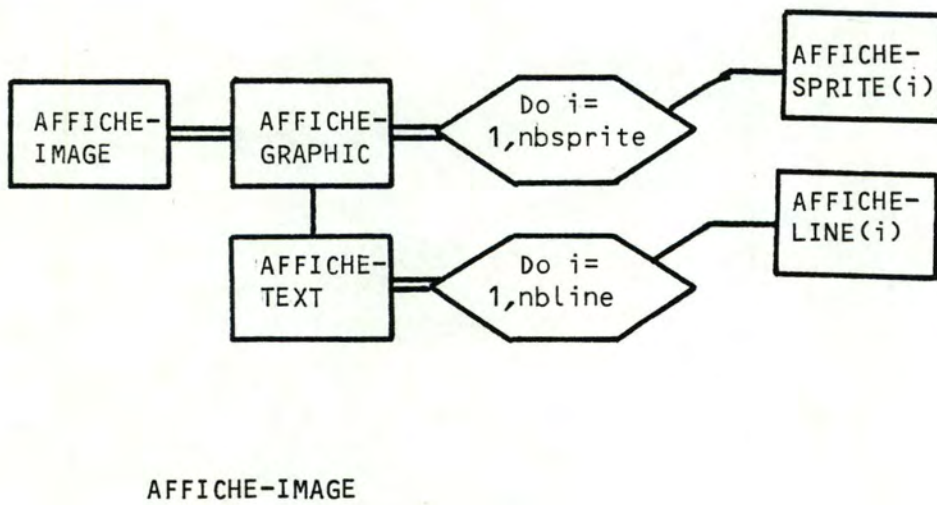 AFFICHE-
IMAGE
AFFICHE-
GRAPHIC
Do i=
1,nbsprite
AFFICHE-
SPRITE(i)
AFFICHE-
TEXT
Do i=
1,nbline
AFFICHE-
LINE(i)
AFFICHE-IMAGE